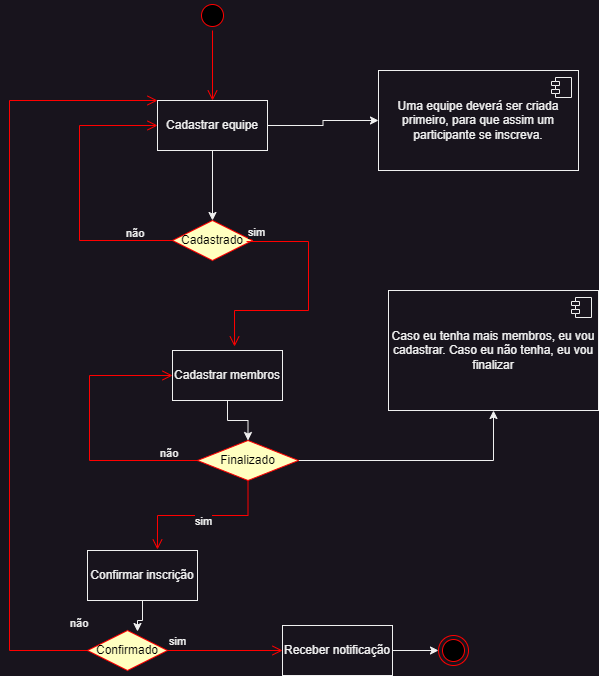 Cadastrar equipe
Uma equipe deverá ser criada
primeiro, para que assim um
participante se inscreva.
não
sim
Cadastrado
Caso eu tenha mais membros, eu vou
cadastrar. Caso eu não tenha, eu vou
finalizar
Cadastrar membros
não
Finalizado
sim
Confirmar inscrição
não
sim
Confirmado
Receber notificação